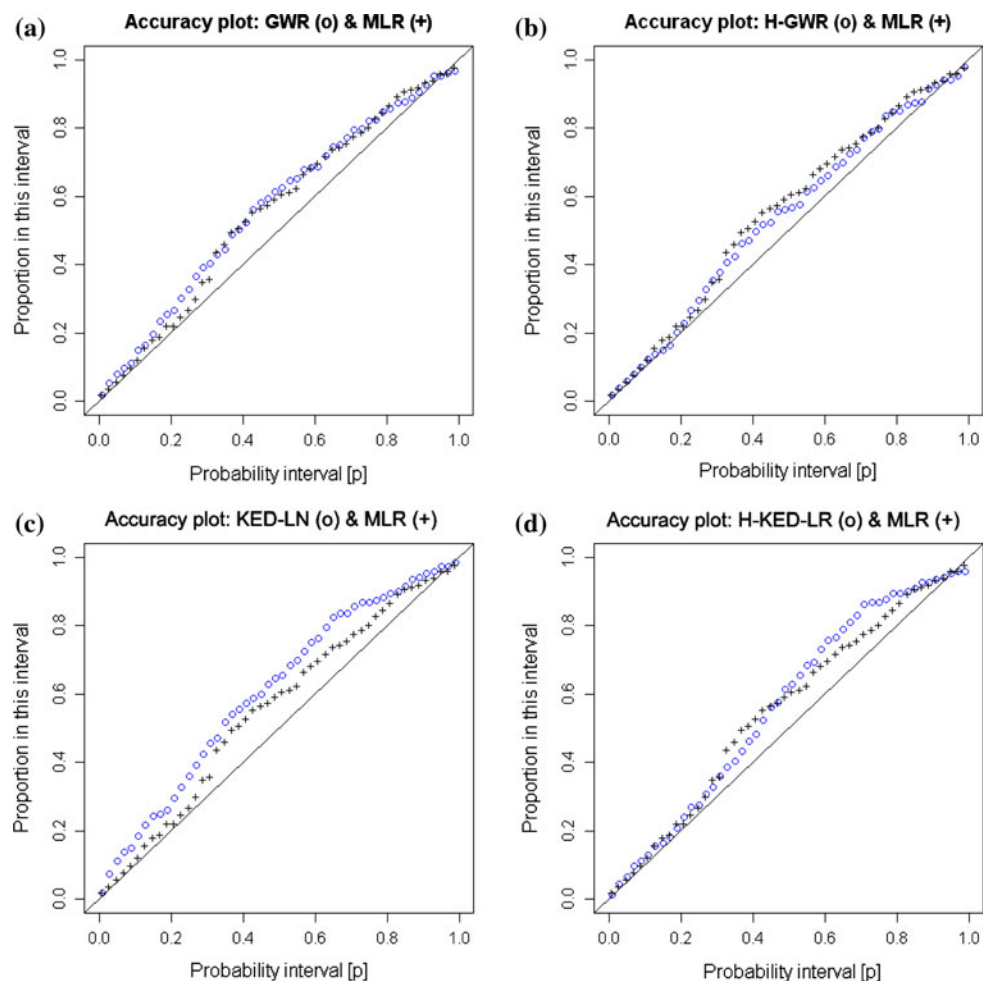 (a) Accuracy plot: GWR (o) & MLR (+)
Proportion in this interval
1.0
0.8
0.6
0.4
0.2
0.0
0.0 0.2 0.4 0.6 0.8 1.0
Probability interval [p]
(b) Accuracy plot: H-GWR (o) & MLR (+)
Proportion in this interval
1.0
0.8
0.6
0.4
0.2
0.0
0.0 0.2 0.4 0.6 0.8 1.0
Probability interval [p]
(c) Accuracy plot: KED-LN (o) & MLR (+)
Proportion in this interval
1.0
0.8
0.6
0.4
0.2
0.0
0.0 0.2 0.4 0.6 0.8 1.0
Probability interval [p]
(d) Accuracy plot: H-KED-LR (o) & MLR (+)
Proportion in this interval
1.0
0.8
0.6
0.4
0.2
0.0
0.0 0.2 0.4 0.6 0.8 1.0
Probability interval [p]